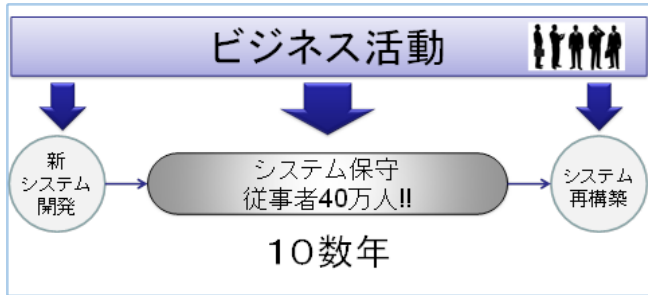 ビジネス活動
新
システム
開発
システム保守
従事者40万人!!
システム
再構築
１０数年